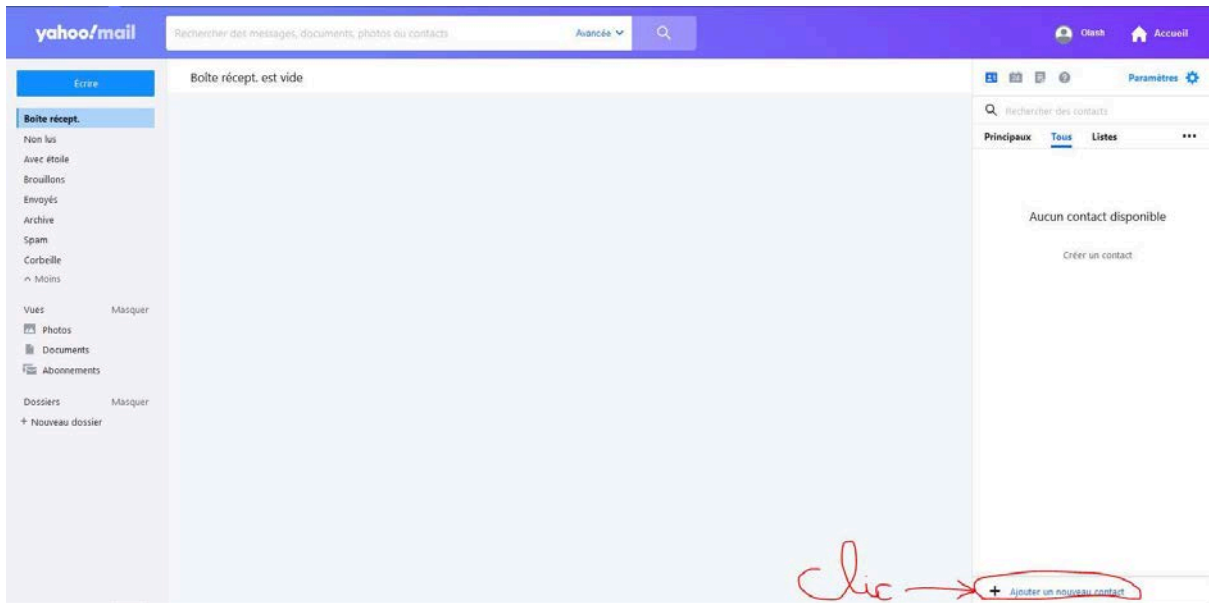 yahoo!mail
Rechercher des messages, documents, photos ou contacts
Avancée
Olash
Accueil
Écrire
Boîte récept.
Non lus
Avec étoile
Brouillons
Envoyés
Archive
Spam
Corbeille
Moins
Vues Masquer
Photos
Documents
Abonnements
Dossiers Masquer
+ Nouveau dossier
Boîte récept. est vide
Paramètres
Rechercher des contacts
Principaux Tous Listes
Aucun contact disponible
Créer un contact
Clic
+ Ajouter un nouveau contact